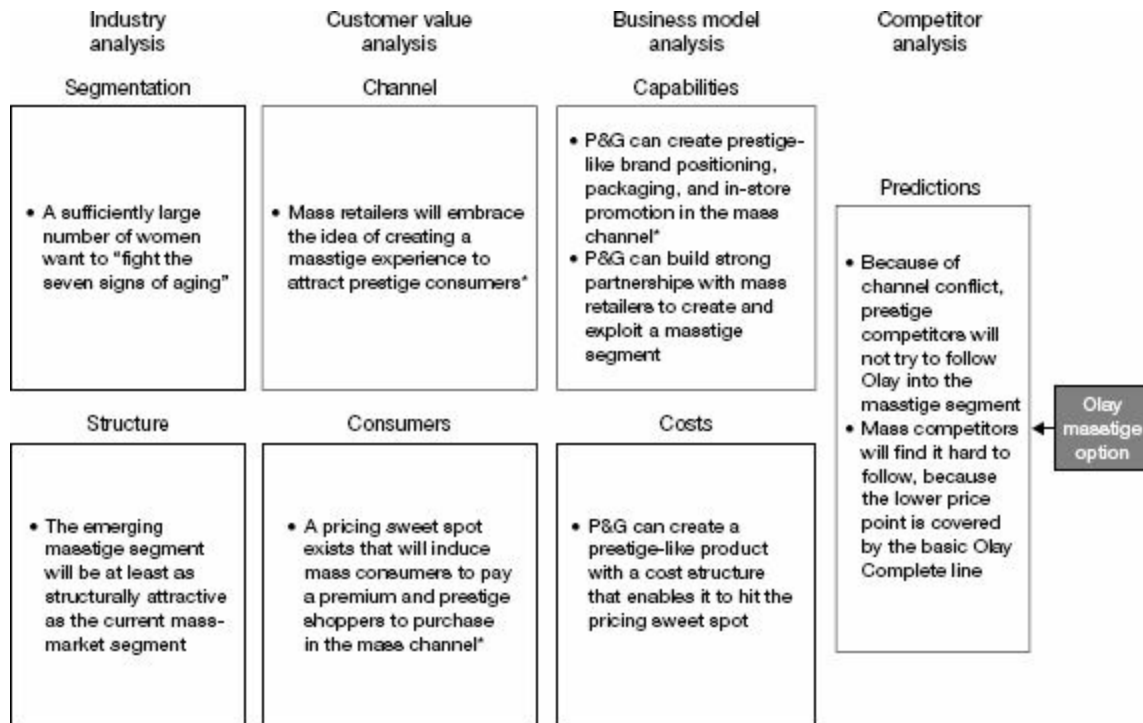 Industry
analysis
Customer value
analysis
Business model
analysis
Competitor
analysis
Segmentation
• A sufficiently large
number of women
want to “fight the
seven signs of aging”
Channel
• Mass retailers will embrace
the idea of creating a
masstige experience to
attract prestige consumers*
Capabilities
• P&G can create prestige-
like brand positioning,
packaging, and in-store
promotion in the mass
channel*
• P&G can build strong
partnerships with mass
retailers to create and
exploit a masstige
segment
Predictions
• Because of
channel conflict,
prestige
competitors will
not try to follow
Olay into the
masstige segment
• Mass competitors
will find it hard to
follow, because
the lower price
point is covered
by the basic Olay
Complete line
Olay
masstige
option
Structure
• The emerging
masstige segment
will be at least as
structurally attractive
as the current mass-
market segment
Consumers
• A pricing sweet spot
exists that will induce
mass consumers to pay
a premium and prestige
shoppers to purchase
in the mass channel*
Costs
• P&G can create a
prestige-like product
with a cost structure
that enables it to hit the
pricing sweet spot